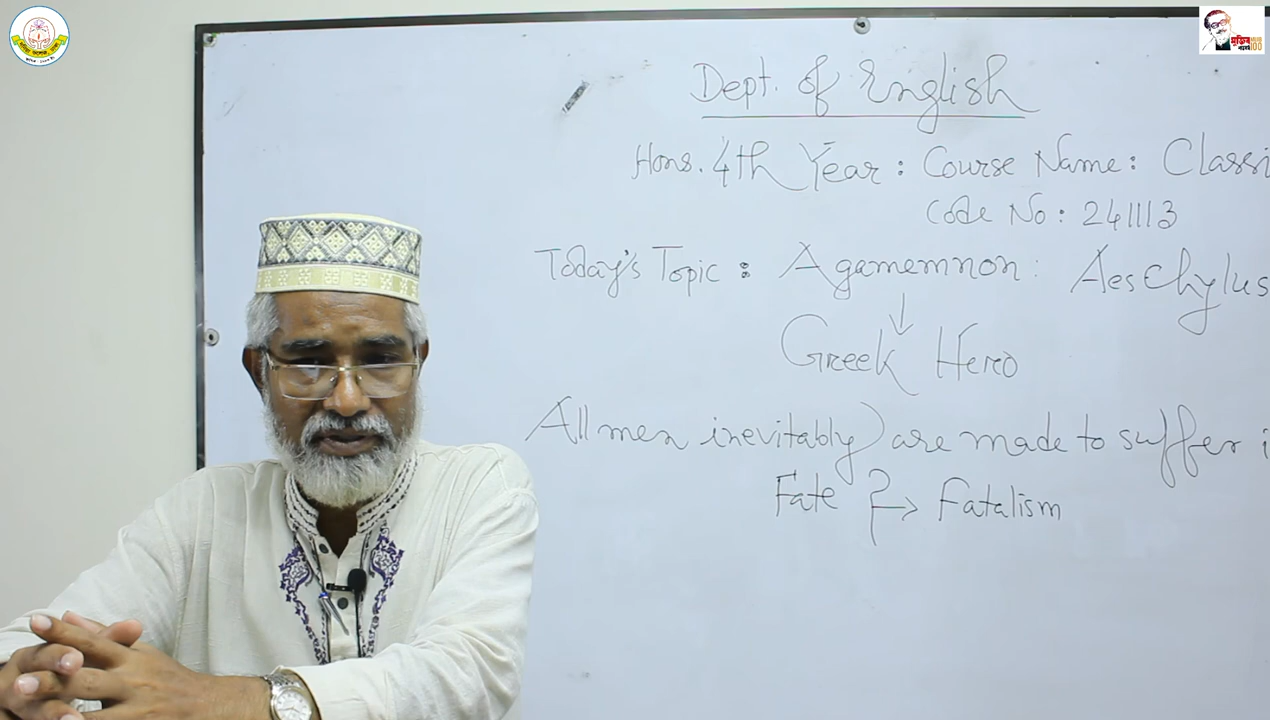 Dept. of English
Hons. 4th Year : Course Name : Classi
Code No : 241113
Today's Topic : Agamemnon : Aeschylus
Greek Hero
All men inevitably) are made to suffer i
Fate } → Fatalism
100